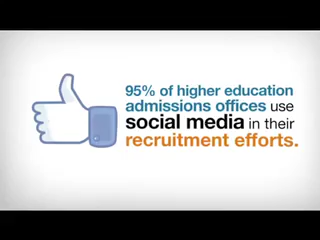 95% of higher education
admissions offices use
social media in their
recruitment efforts.